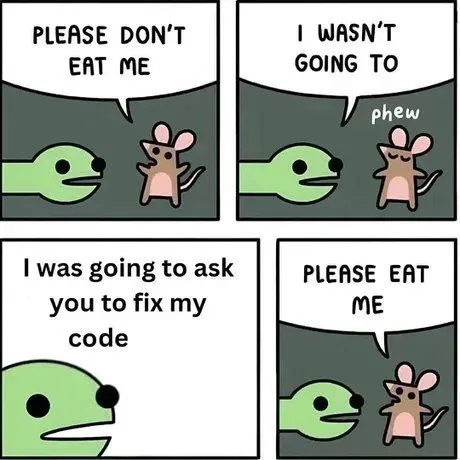 PLEASE DON'T
EAT ME
I WASN'T
GOING TO
phew
I was going to ask
you to fix my
code
PLEASE EAT
ME